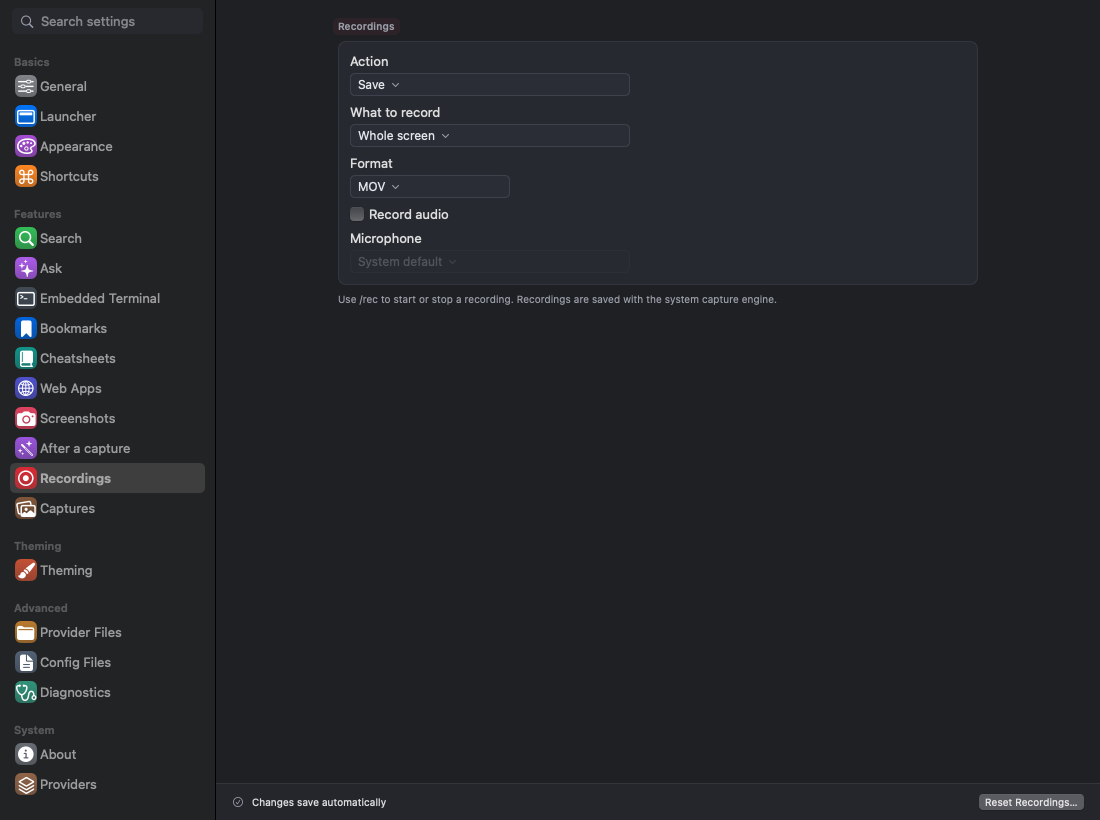 Search settings
Basics
General
Launcher
Appearance
Shortcuts
Features
Search
Ask
Embedded Terminal
Bookmarks
Cheatsheets
Web Apps
Screenshots
After a capture
Recordings
Captures
Theming
Theming
Advanced
Provider Files
Config Files
Diagnostics
System
About
Providers
Recordings
Action
Save
What to record
Whole screen
Format
MOV
Record audio
Microphone
System default
Use /rec to start or stop a recording. Recordings are saved with the system capture engine.
Changes save automatically
Reset Recordings...